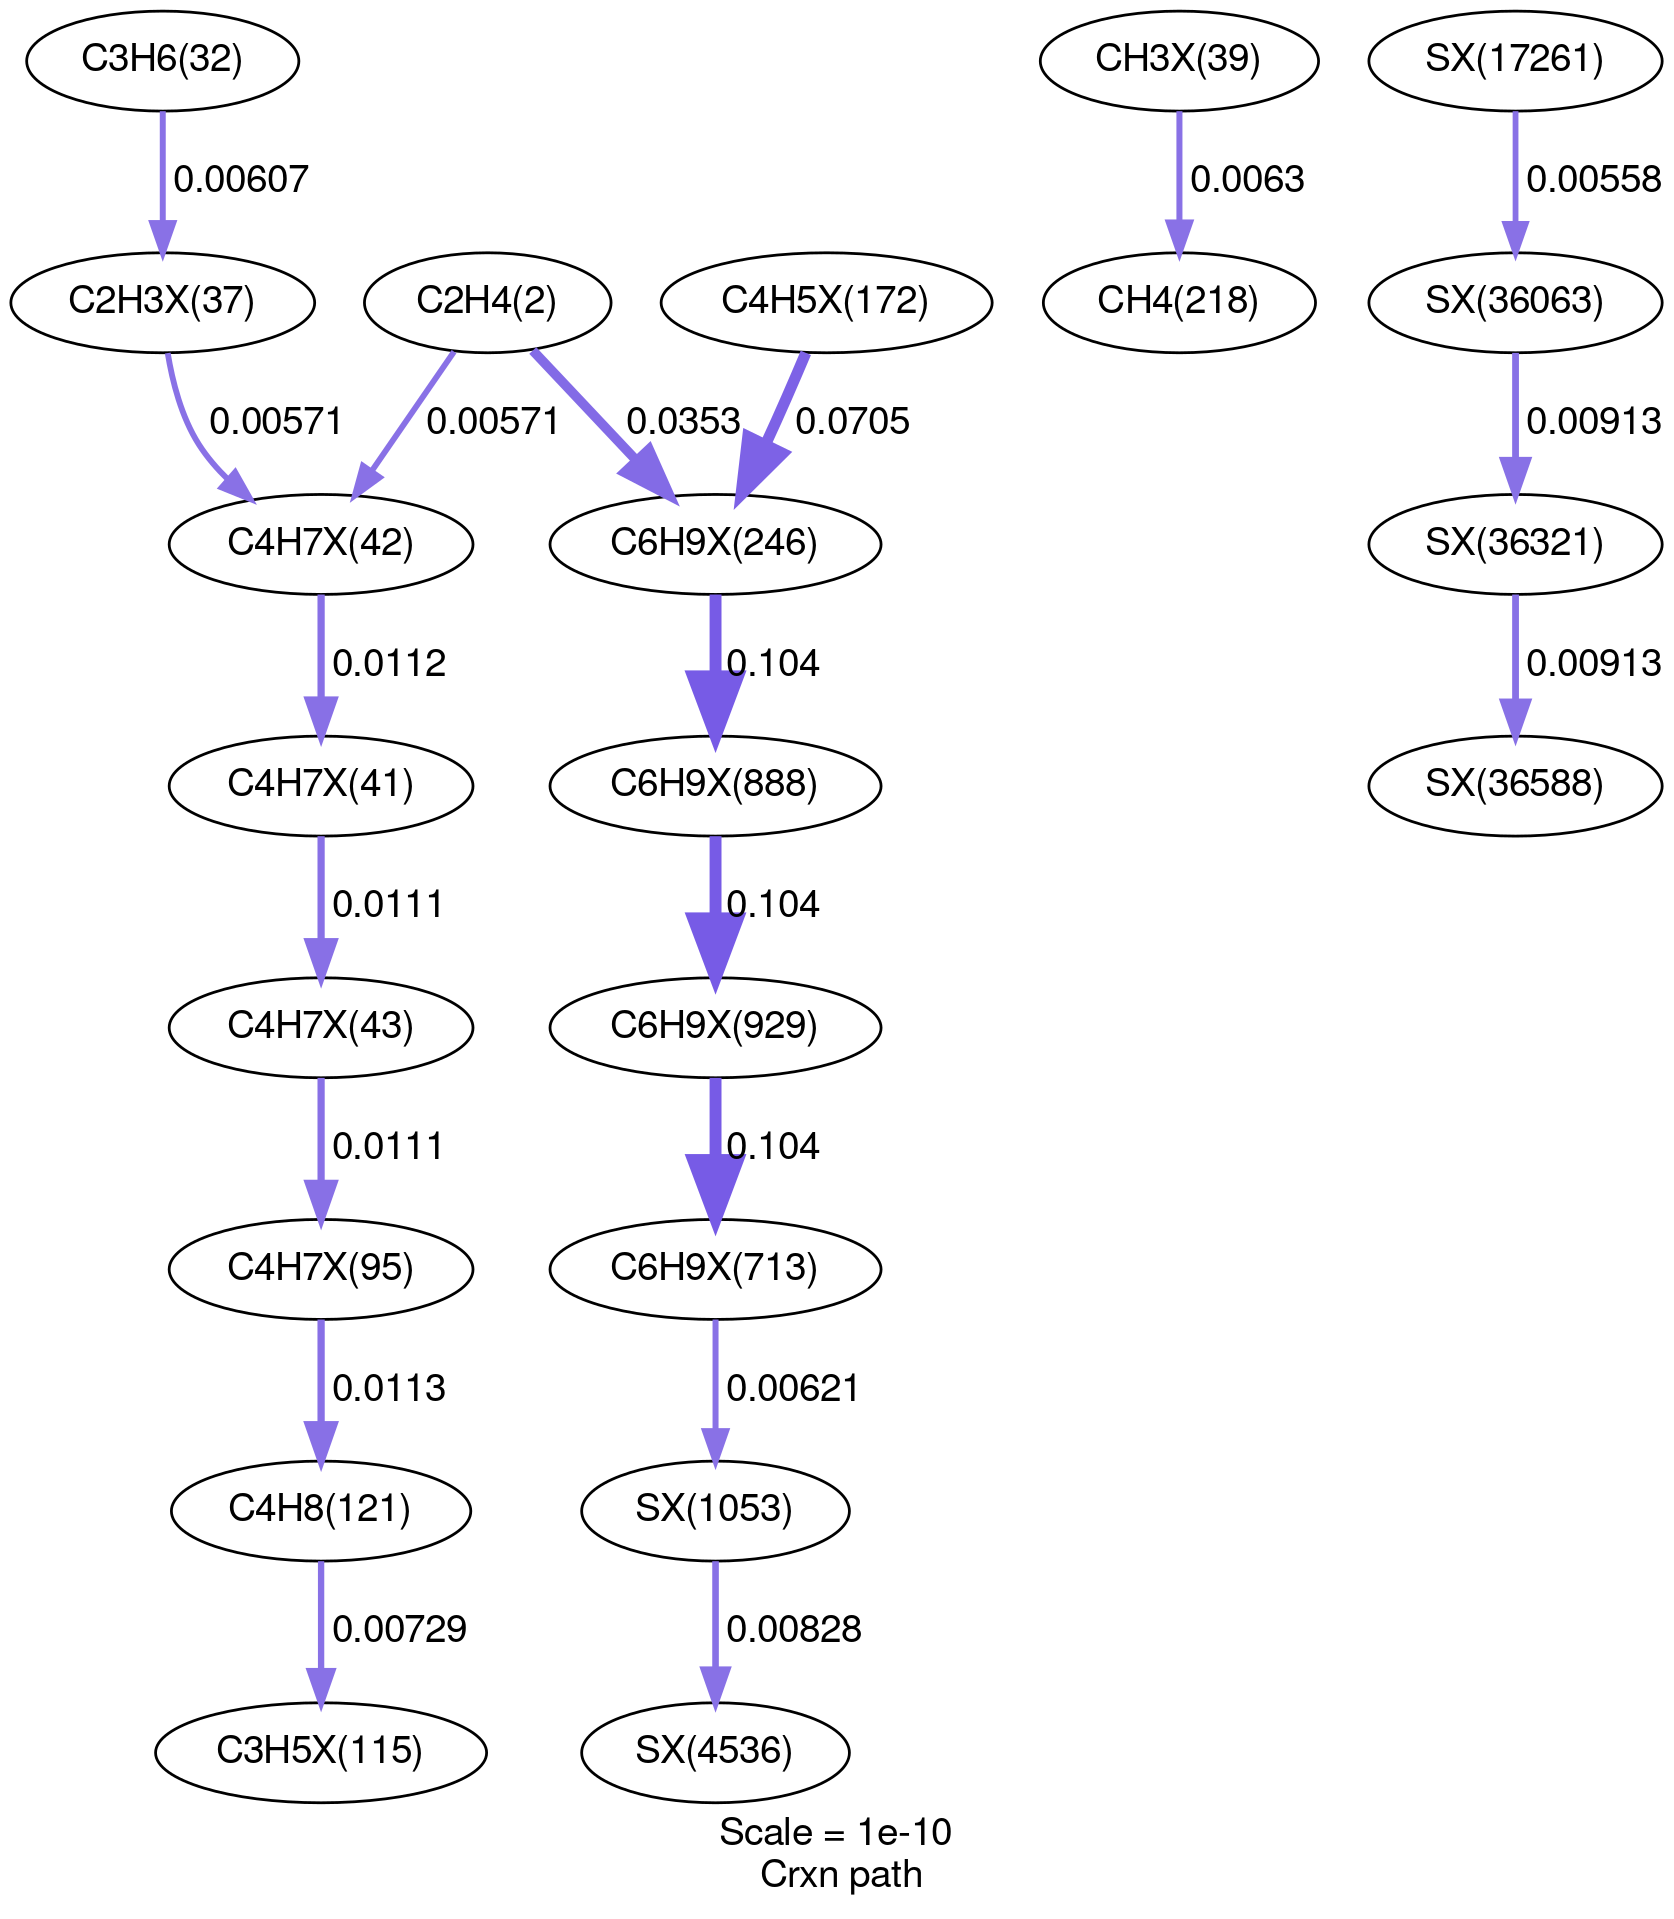 C3H6(32)
CH3X(39)
SX(17261)
0.00607
0.0063
0.00558
C2H3X(37)
C2H4(2)
C4H5X(172)
CH4(218)
SX(36063)
0.00571
0.00571
0.0353
0.0705
0.00913
C4H7X(42)
C6H9X(246)
SX(36321)
0.0112
0.104
0.00913
C4H7X(41)
C6H9X(888)
SX(36588)
0.0111
0.104
C4H7X(43)
C6H9X(929)
0.0111
0.104
C4H7X(95)
C6H9X(713)
0.0113
0.00621
C4H8(121)
SX(1053)
0.00729
0.00828
C3H5X(115)
SX(4536)
Scale = 1e-10
Crxn path